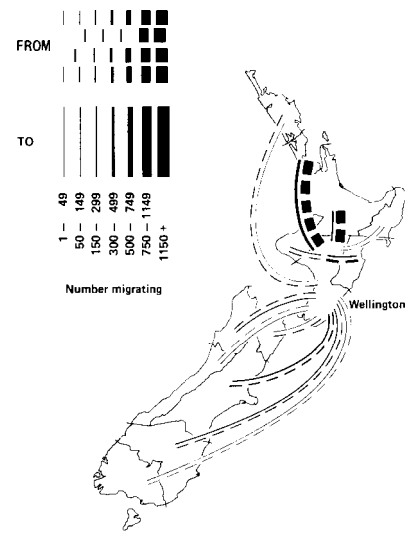 FROM
TO
1 – 49
50 – 149
150 – 299
300 – 499
500 – 749
750 – 1149
1150 +
Number migrating
Wellington